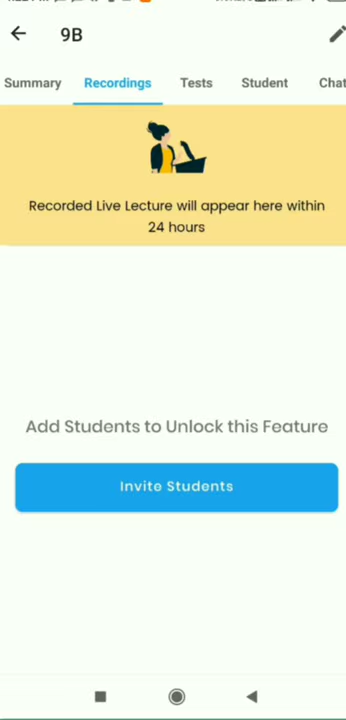 9B
Summary Recordings Tests Student Chat
Recorded Live Lecture will appear here within
24 hours
Add Students to Unlock this Feature
Invite Students